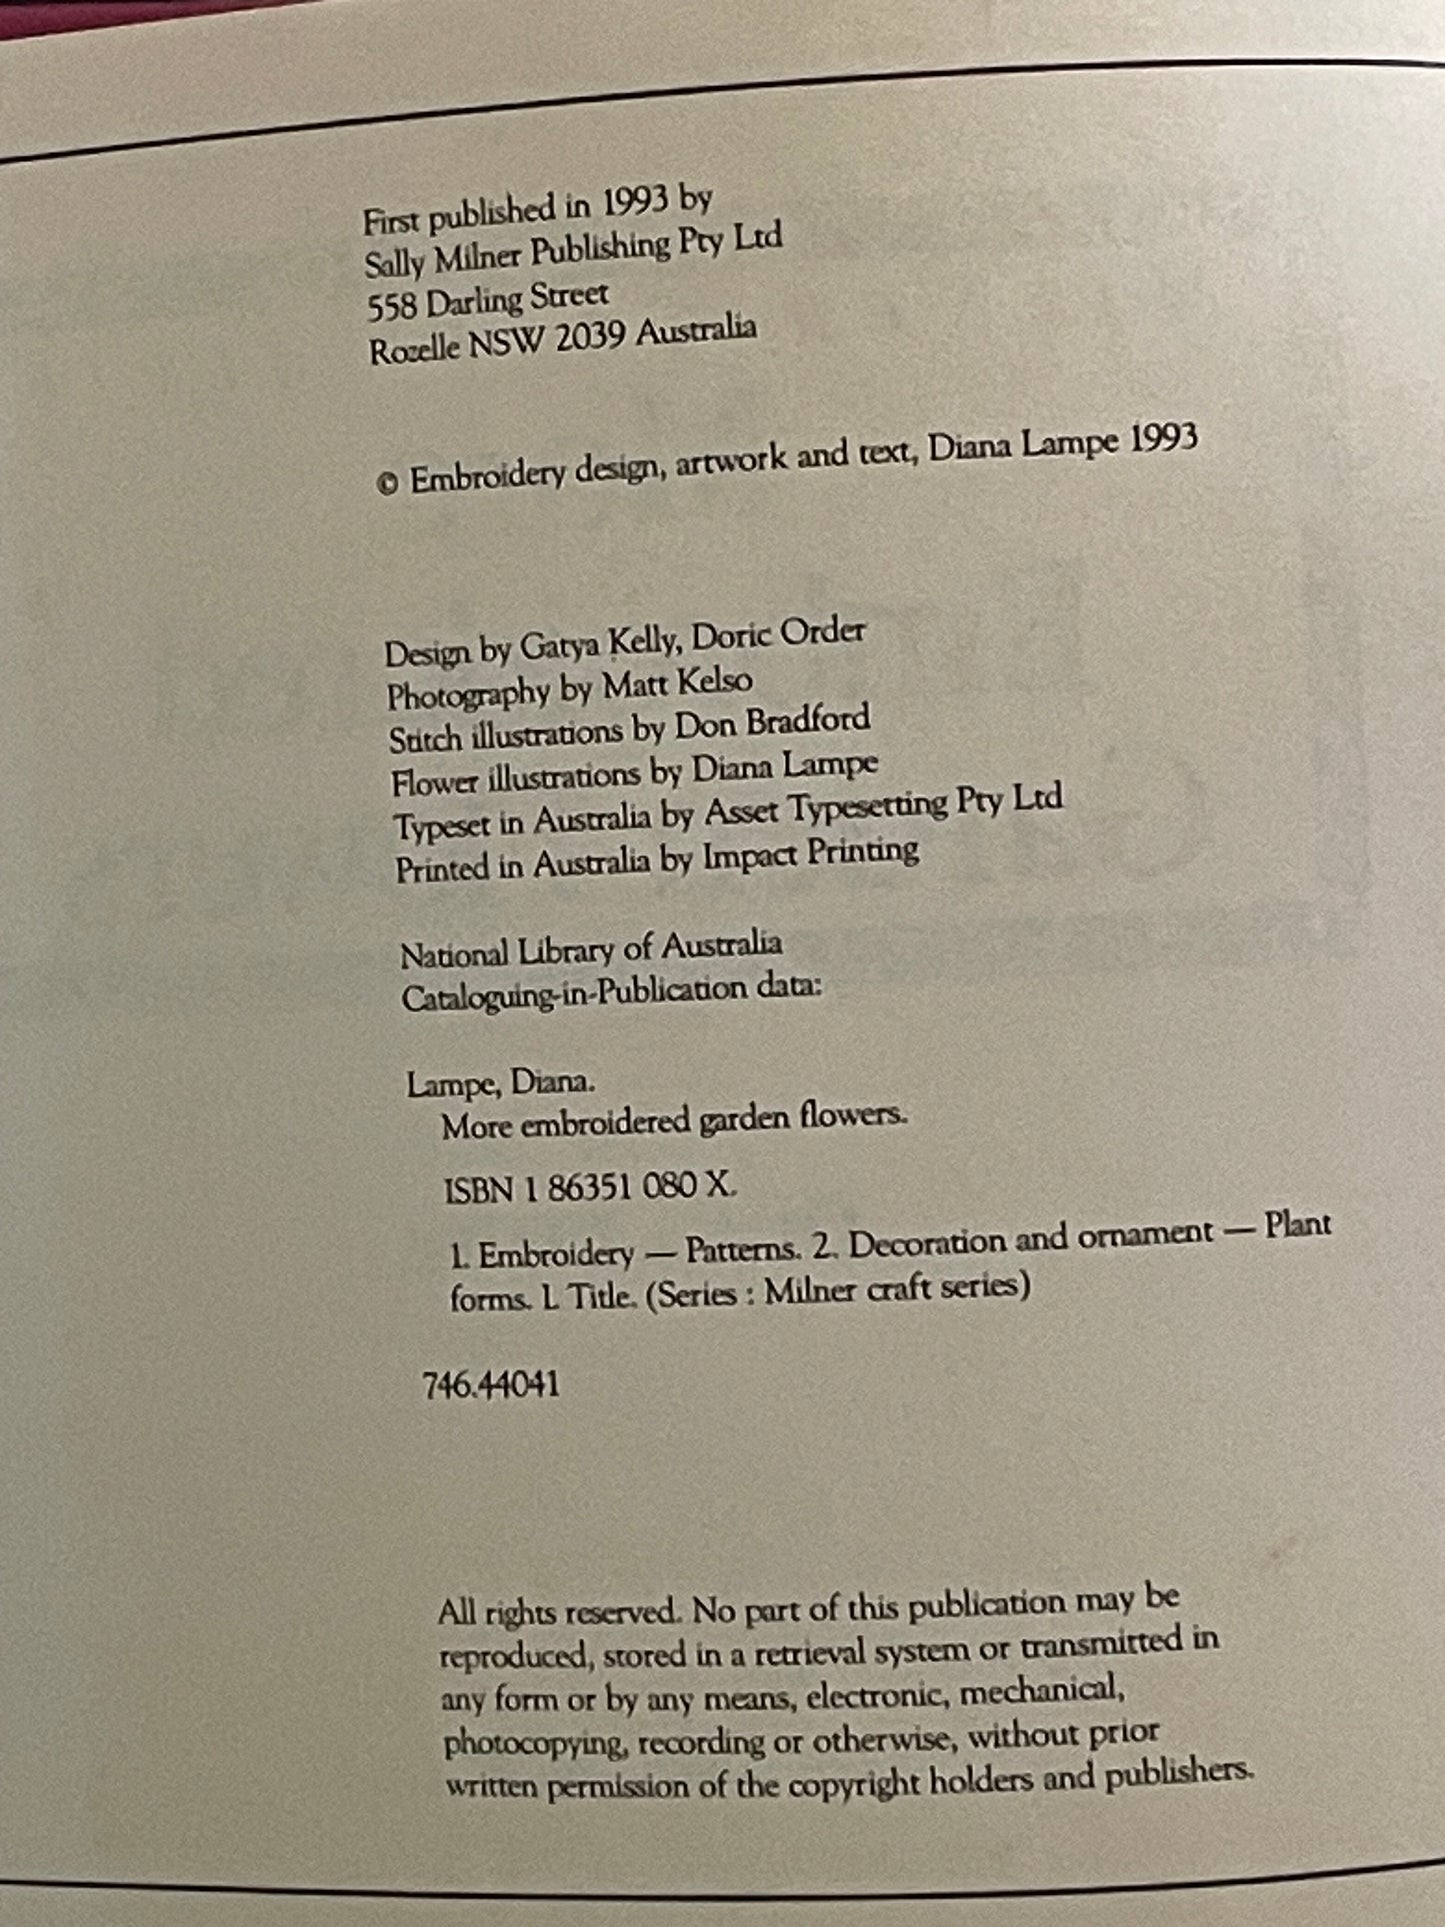 First published in 1993 by
Sally Milner Publishing Pty Ltd
558 Darling Street
Rozelle NSW 2039 Australia
© Embroidery design, artwork and text, Diana Lampe 1993
Design by Gatya Kelly, Doric Order
Photography by Matt Kelso
Stitch illustrations by Don Bradford
Flower illustrations by Diana Lampe
Typeset in Australia by Asset Typesetting Pty Ltd
Printed in Australia by Impact Printing
National Library of Australia
Cataloguing-in-Publication data:
Lampe, Diana.
More embroidered garden flowers.
ISBN 1 86351 080 X.
1. Embroidery — Patterns. 2. Decoration and ornament — Plant
forms. I. Title. (Series : Milner craft series)
746.44041
All rights reserved. No part of this publication may be
reproduced, stored in a retrieval system or transmitted in
any form or by any means, electronic, mechanical,
photocopying, recording or otherwise, without prior
written permission of the copyright holders and publishers.